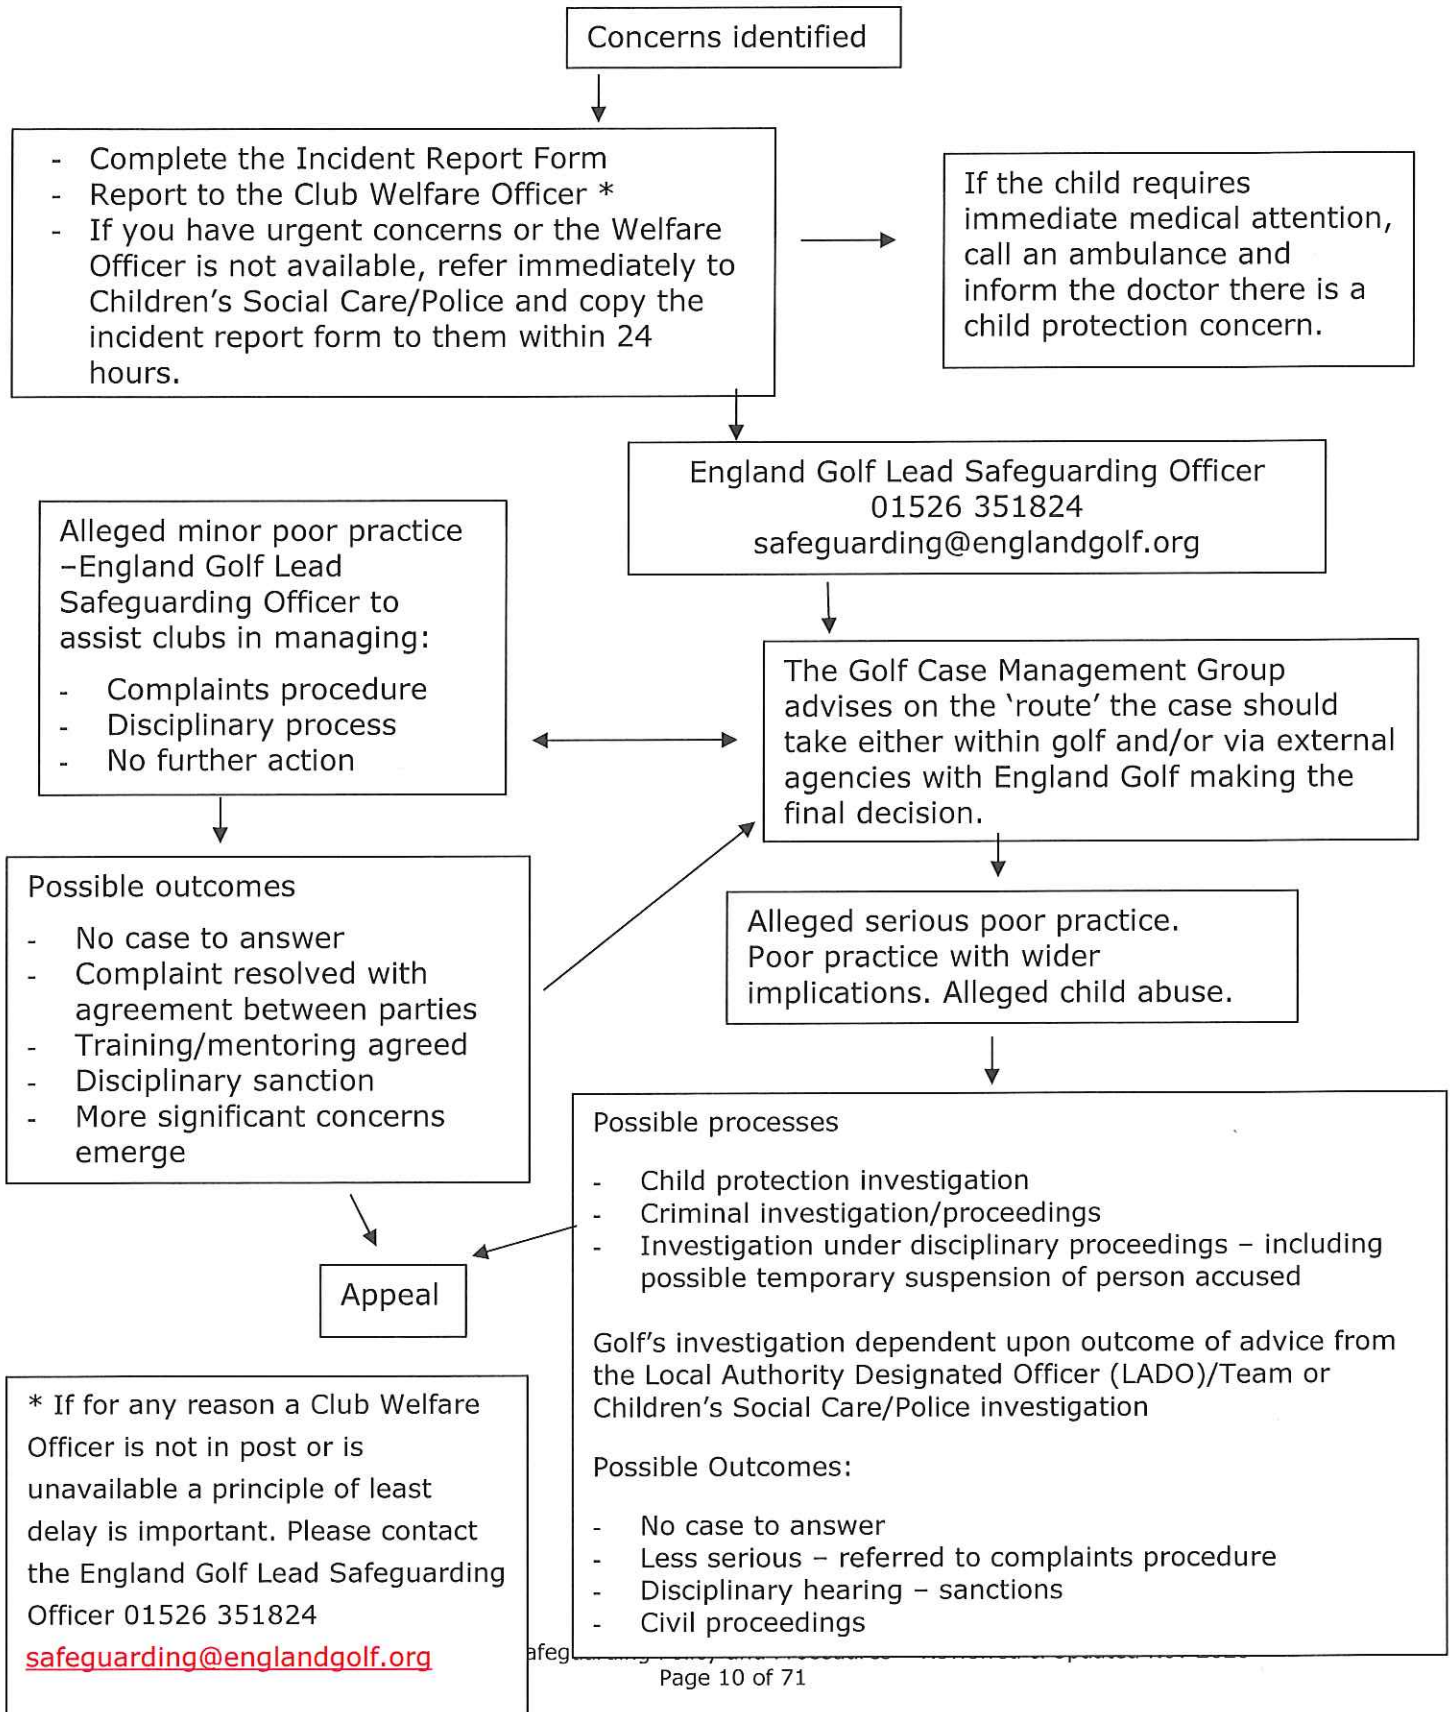 Concerns identified
- Complete the Incident Report Form
- Report to the Club Welfare Officer *
- If you have urgent concerns or the Welfare
Officer is not available, refer immediately to
Children's Social Care/Police and copy the
incident report form to them within 24
hours.
If the child requires
immediate medical attention,
call an ambulance and
inform the doctor there is a
child protection concern.
England Golf Lead Safeguarding Officer
01526 351824
safeguarding@englandgolf.org
Alleged minor poor practice
–England Golf Lead
Safeguarding Officer to
assist clubs in managing:
- Complaints procedure
- Disciplinary process
- No further action
The Golf Case Management Group
advises on the ‘route’ the case should
take either within golf and/or via external
agencies with England Golf making the
final decision.
Possible outcomes
- No case to answer
- Complaint resolved with
agreement between parties
- Training/mentoring agreed
- Disciplinary sanction
- More significant concerns
emerge
Alleged serious poor practice.
Poor practice with wider
implications. Alleged child abuse.
Possible processes
- Child protection investigation
- Criminal investigation/proceedings
- Investigation under disciplinary proceedings – including
possible temporary suspension of person accused
Golf's investigation dependent upon outcome of advice from
the Local Authority Designated Officer (LADO)/Team or
Children's Social Care/Police investigation
Possible Outcomes:
- No case to answer
- Less serious – referred to complaints procedure
- Disciplinary hearing – sanctions
- Civil proceedings
Appeal
* If for any reason a Club Welfare
Officer is not in post or is
unavailable a principle of least
delay is important. Please contact
the England Golf Lead Safeguarding
Officer 01526 351824
safeguarding@englandgolf.org
Page 10 of 71